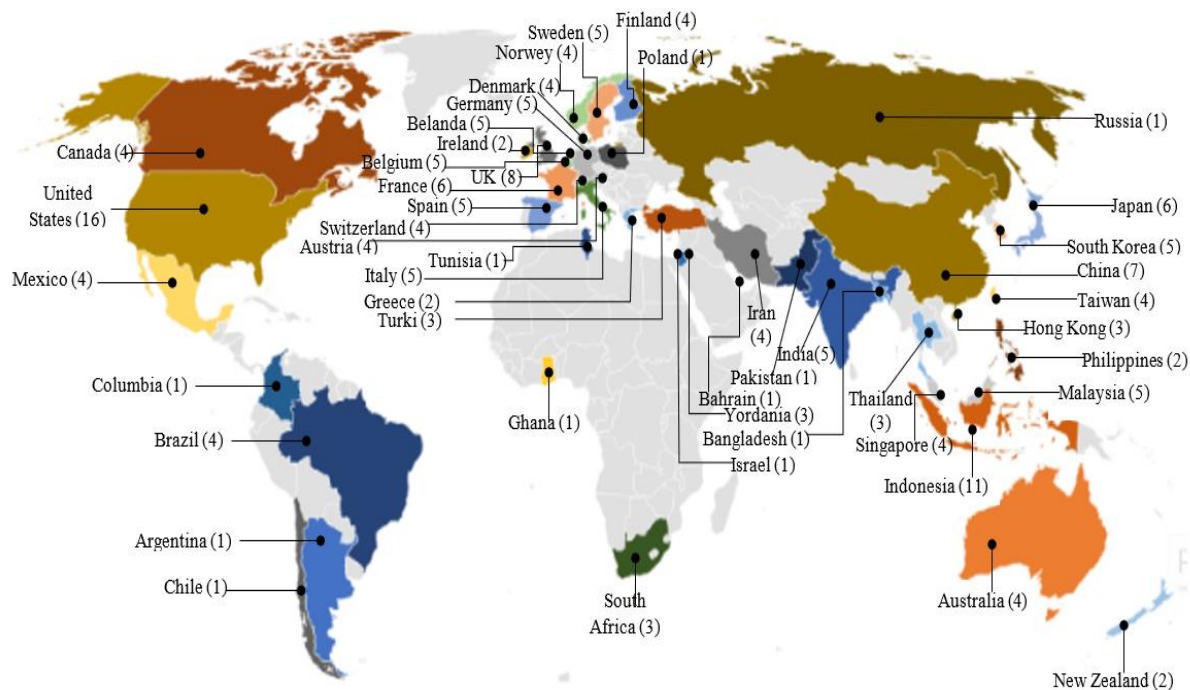 Finland (4)
Sweden (5)
Norwey (4)
Poland (1)
Denmark (4)
Germany (5)
Belanda (5)
Ireland (2)
Belgium (5)
UK (8)
France (6)
Spain (5)
Switzerland (4)
Austria (4)
Tunisia (1)
Italy (5)
Greece (2)
Turki (3)
Canada (4)
United
States (16)
Mexico (4)
Columbia (1)
Brazil (4)
Argentina (1)
Chile (1)
Ghana (1)
South
Africa (3)
Russia (1)
Japan (6)
South Korea (5)
China (7)
Taiwan (4)
Hong Kong (3)
Philippines (2)
Malaysia (5)
Iran
(4)
India(5)
Pakistan (1)
Bahrain (1)
Yordania (3)
Bangladesh (1)
Israel (1)
Thailand
(3)
Singapore (4)
Indonesia (11)
Australia (4)
New Zealand (2)